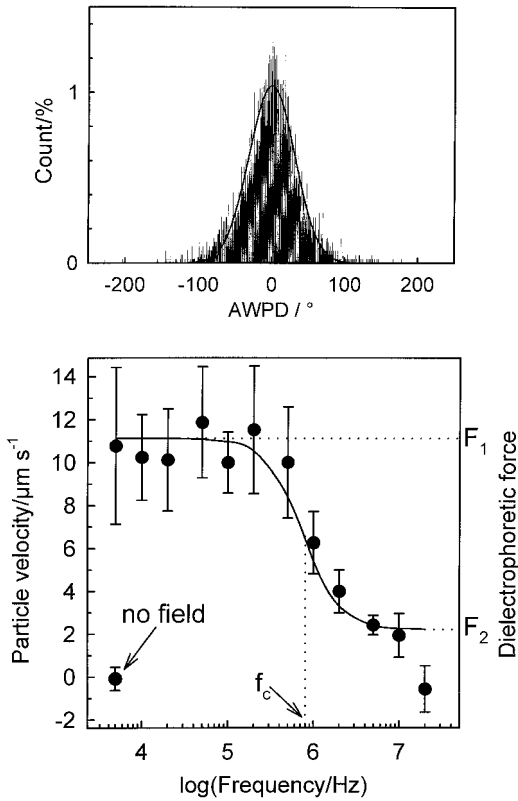 Count/%
1
0
-200 -100 0 100 200
AWPD / °
Particle velocity/μm s⁻¹
14
12
10
8
6
4
2
0
-2
F₁
F₂
Dielectrophoretic force
no field
f꜀
4 5 6 7
log(Frequency/Hz)